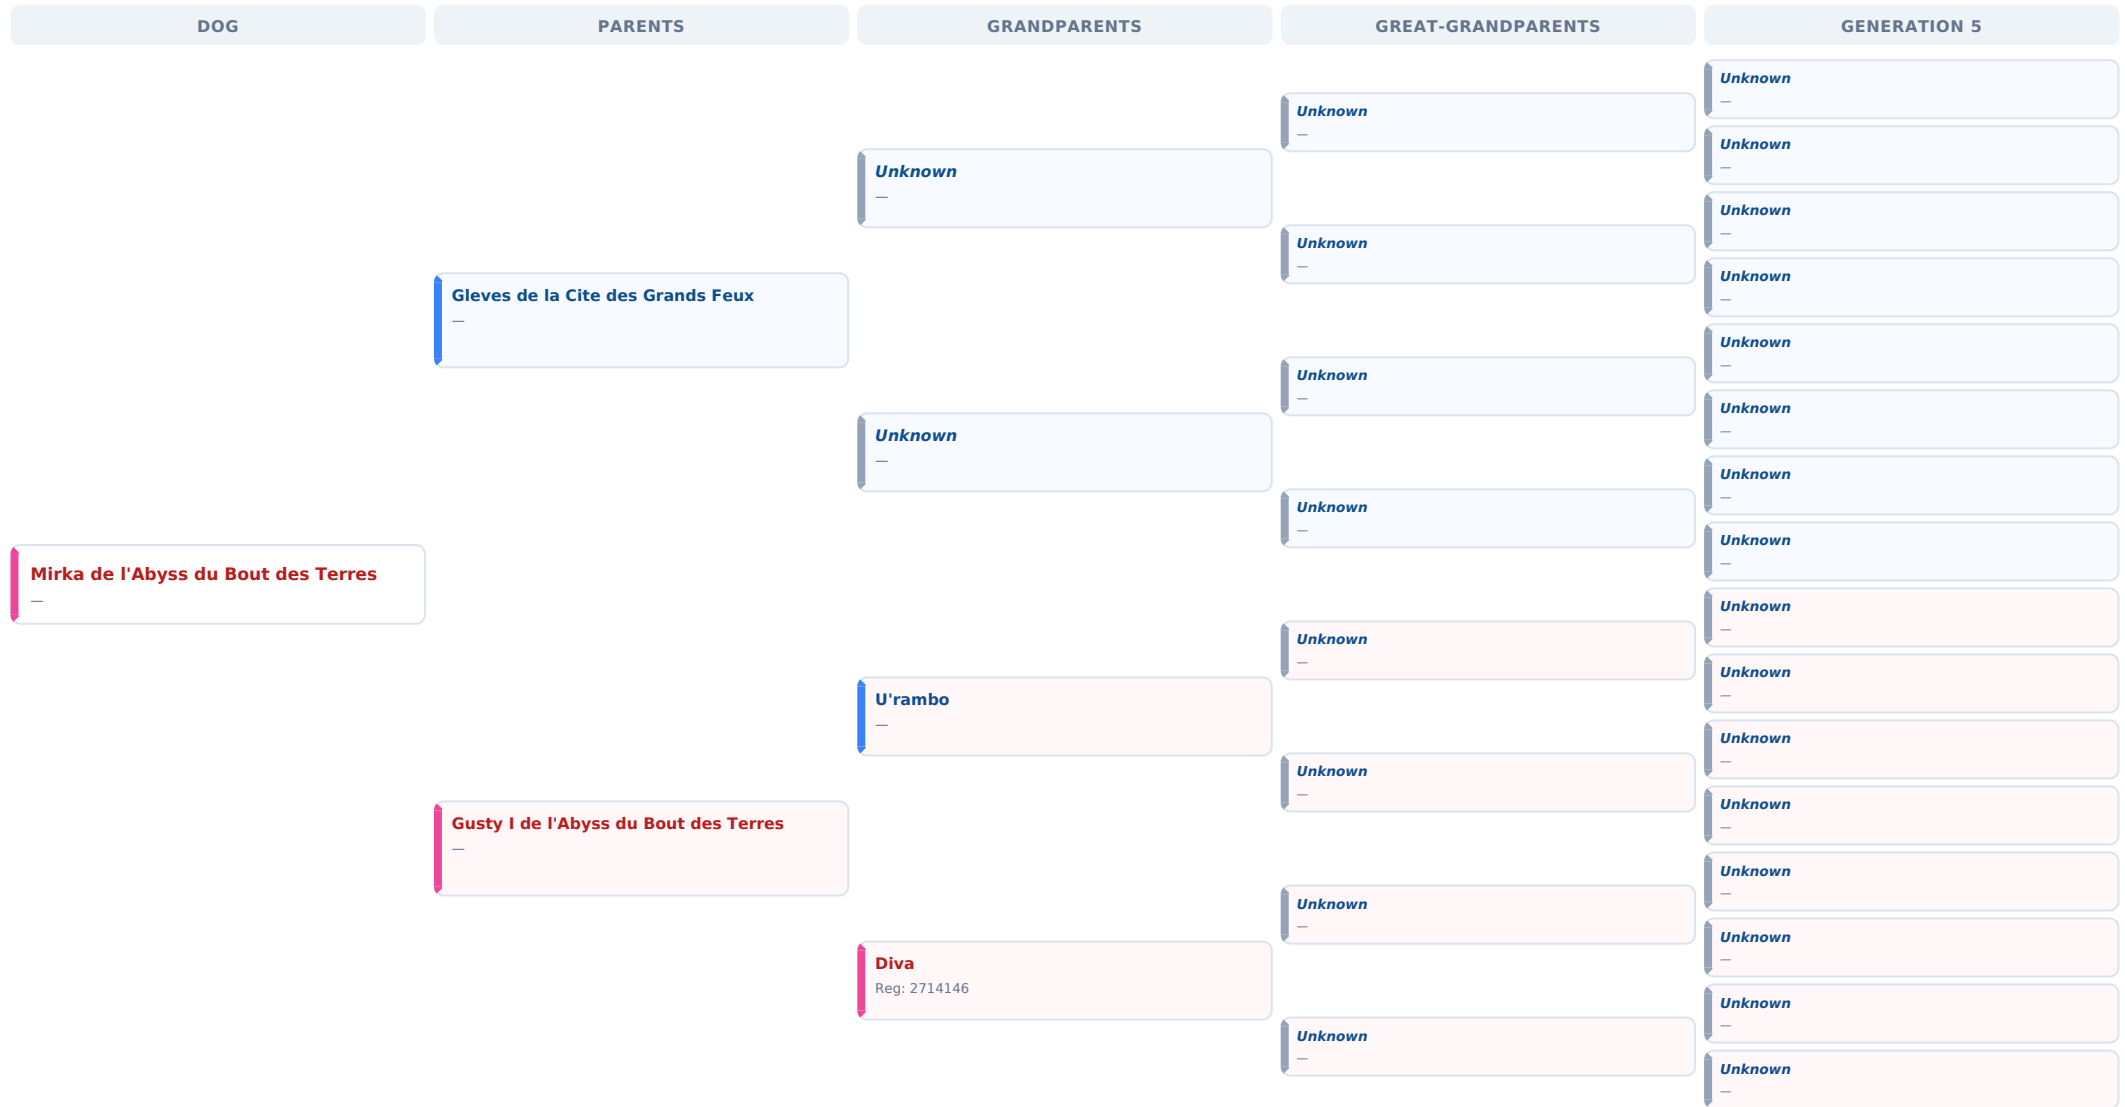 DOG
PARENTS
GRANDPARENTS
GREAT-GRANDPARENTS
GENERATION 5
Mirka de l'Abyss du Bout des Terres
—
Gleves de la Cite des Grands Feux
—
Gusty I de l'Abyss du Bout des Terres
—
Unknown
—
Unknown
—
U'rambo
—
Diva
Reg: 2714146
Unknown
—
Unknown
—
Unknown
—
Unknown
—
Unknown
—
Unknown
—
Unknown
—
Unknown
—
Unknown
—
Unknown
—
Unknown
—
Unknown
—
Unknown
—
Unknown
—
Unknown
—
Unknown
—
Unknown
—
Unknown
—
Unknown
—
Unknown
—
Unknown
—
Unknown
—
Unknown
—
Unknown
—